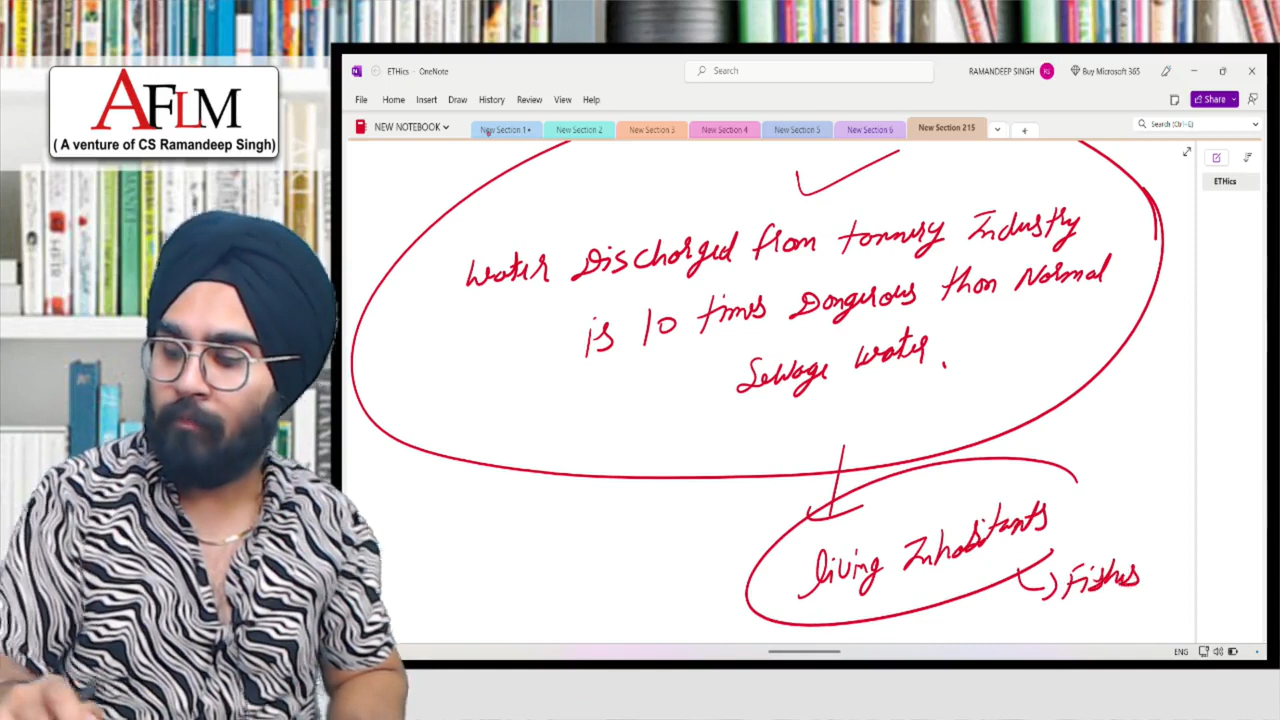 AFLM
( A venture of CS Ramandeep Singh)
ETHics - OneNote
Search
RAMANDEEP SINGH
RS
Buy Microsoft 365
File Home Insert Draw History Review View Help
Share
NEW NOTEBOOK
New Section 1
New Section 2
New Section 3
New Section 4
New Section 5
New Section 6
New Section 215
+
Search (Ctrl+E)
ETHics
Water Discharged from tannery Industry
is 10 times Dangerous than Normal
Sewage water.
living Inhabitants
Fishes
ENG